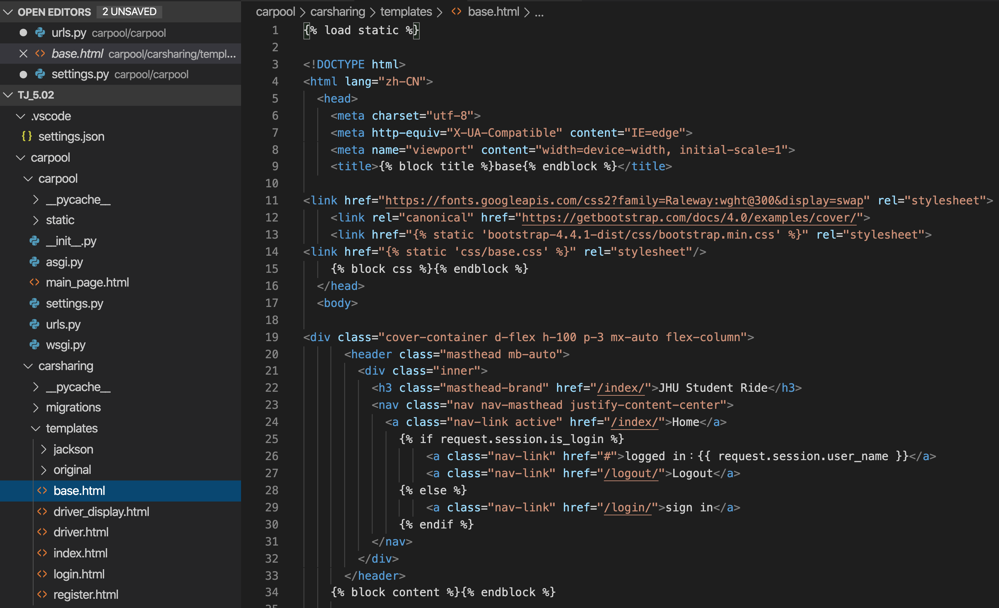 OPEN EDITORS 2 UNSAVED
urls.py carpool/carpool
base.html carpool/carsharing/templ...
settings.py carpool/carpool
TJ_5.02
.vscode
{} settings.json
carpool
carpool
__pycache__
static
__init__.py
asgi.py
main_page.html
settings.py
urls.py
wsgi.py
carsharing
__pycache__
migrations
templates
jackson
original
base.html
driver_display.html
driver.html
index.html
login.html
register.html
carpool > carsharing > templates > <> base.html > ...
1 {% load static %}
2
3 <!DOCTYPE html>
4 <html lang="zh-CN">
5 <head>
6 <meta charset="utf-8">
7 <meta http-equiv="X-UA-Compatible" content="IE=edge">
8 <meta name="viewport" content="width=device-width, initial-scale=1">
9 <title>{% block title %}base{% endblock %}</title>
10
11 <link href="https://fonts.googleapis.com/css2?family=Raleway:wght@300&display=swap" rel="stylesheet">
12 <link rel="canonical" href="https://getbootstrap.com/docs/4.0/examples/cover/">
13 <link href="{% static 'bootstrap-4.4.1-dist/css/bootstrap.min.css' %}" rel="stylesheet">
14 <link href="{% static 'css/base.css' %}" rel="stylesheet"/>
15 {% block css %}{% endblock %}
16 </head>
17 <body>
18
19 <div class="cover-container d-flex h-100 p-3 mx-auto flex-column">
20 <header class="masthead mb-auto">
21 <div class="inner">
22 <h3 class="masthead-brand" href="/index/">JHU Student Ride</h3>
23 <nav class="nav nav-masthead justify-content-center">
24 <a class="nav-link active" href="/index/">Home</a>
25 {% if request.session.is_login %}
26 <a class="nav-link" href="#">logged in：{{ request.session.user_name }}</a>
27 <a class="nav-link" href="/logout/">Logout</a>
28 {% else %}
29 <a class="nav-link" href="/login/">sign in</a>
30 {% endif %}
31 </nav>
32 </div>
33 </header>
34 {% block content %}{% endblock %}
35